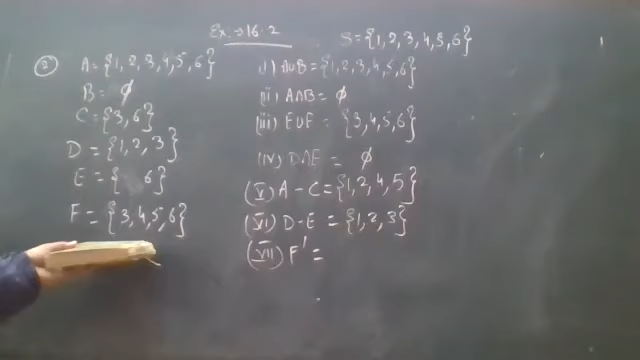 Ex. → 16.2
S = {1, 2, 3, 4, 5, 6}
② A = {1, 2, 3, 4, 5, 6}
B = ϕ
C = {3, 6}
D = {1, 2, 3}
E = { 6}
F = {3, 4, 5, 6}
(i) A∪B = {1, 2, 3, 4, 5, 6}
(ii) A∩B = ϕ
(iii) E∪F = {3, 4, 5, 6}
(iv) D∩E = ϕ
(V) A - C = {1, 2, 4, 5}
(VI) D - E = {1, 2, 3}
(VII) F' =